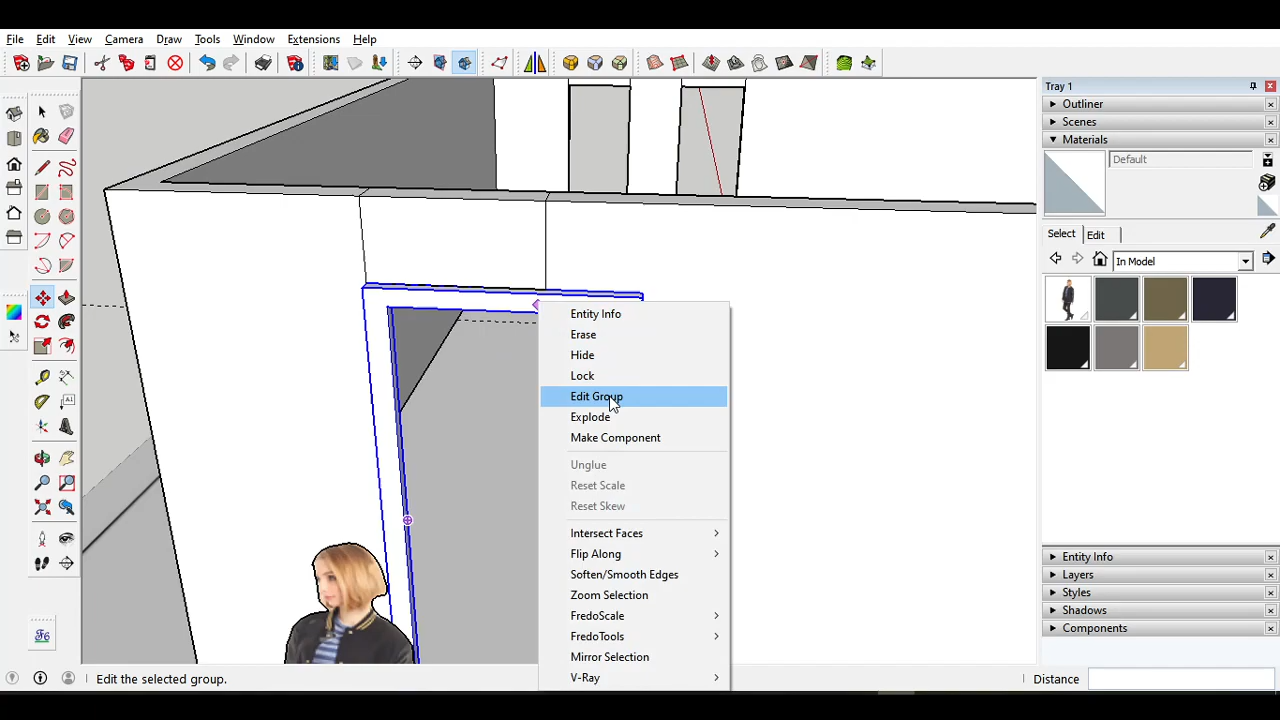 File Edit View Camera Draw Tools Window Extensions Help
Tray 1
Outliner
Scenes
Materials
Default
Select Edit
In Model
Entity Info
Erase
Hide
Lock
Edit Group
Explode
Make Component
Unglue
Reset Scale
Reset Skew
Intersect Faces
Flip Along
Soften/Smooth Edges
Zoom Selection
FredoScale
FredoTools
Mirror Selection
V-Ray
Entity Info
Layers
Styles
Shadows
Components
Edit the selected group.
Distance